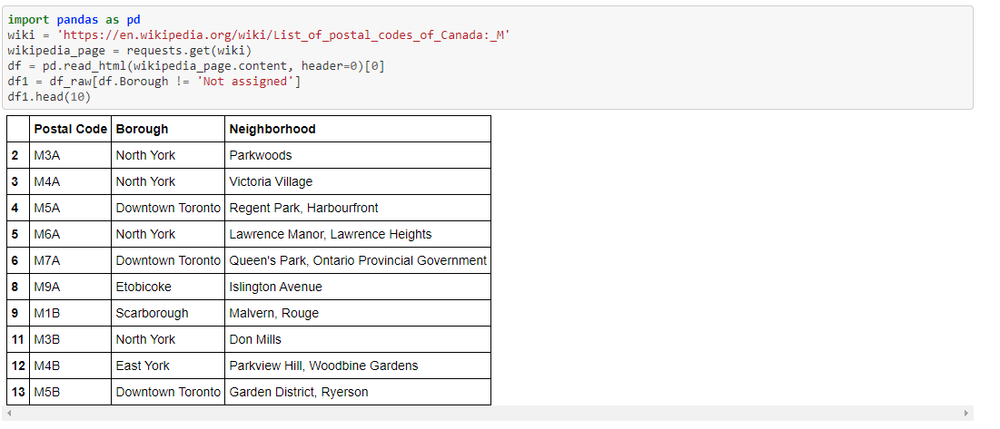 import pandas as pd
wiki = 'https://en.wikipedia.org/wiki/List_of_postal_codes_of_Canada:_M'
wikipedia_page = requests.get(wiki)
df = pd.read_html(wikipedia_page.content, header=0)[0]
df1 = df_raw[df.Borough != 'Not assigned']
df1.head(10)
Postal Code Borough Neighborhood
2 M3A North York Parkwoods
3 M4A North York Victoria Village
4 M5A Downtown Toronto Regent Park, Harbourfront
5 M6A North York Lawrence Manor, Lawrence Heights
6 M7A Downtown Toronto Queen's Park, Ontario Provincial Government
8 M9A Etobicoke Islington Avenue
9 M1B Scarborough Malvern, Rouge
11 M3B North York Don Mills
12 M4B East York Parkview Hill, Woodbine Gardens
13 M5B Downtown Toronto Garden District, Ryerson